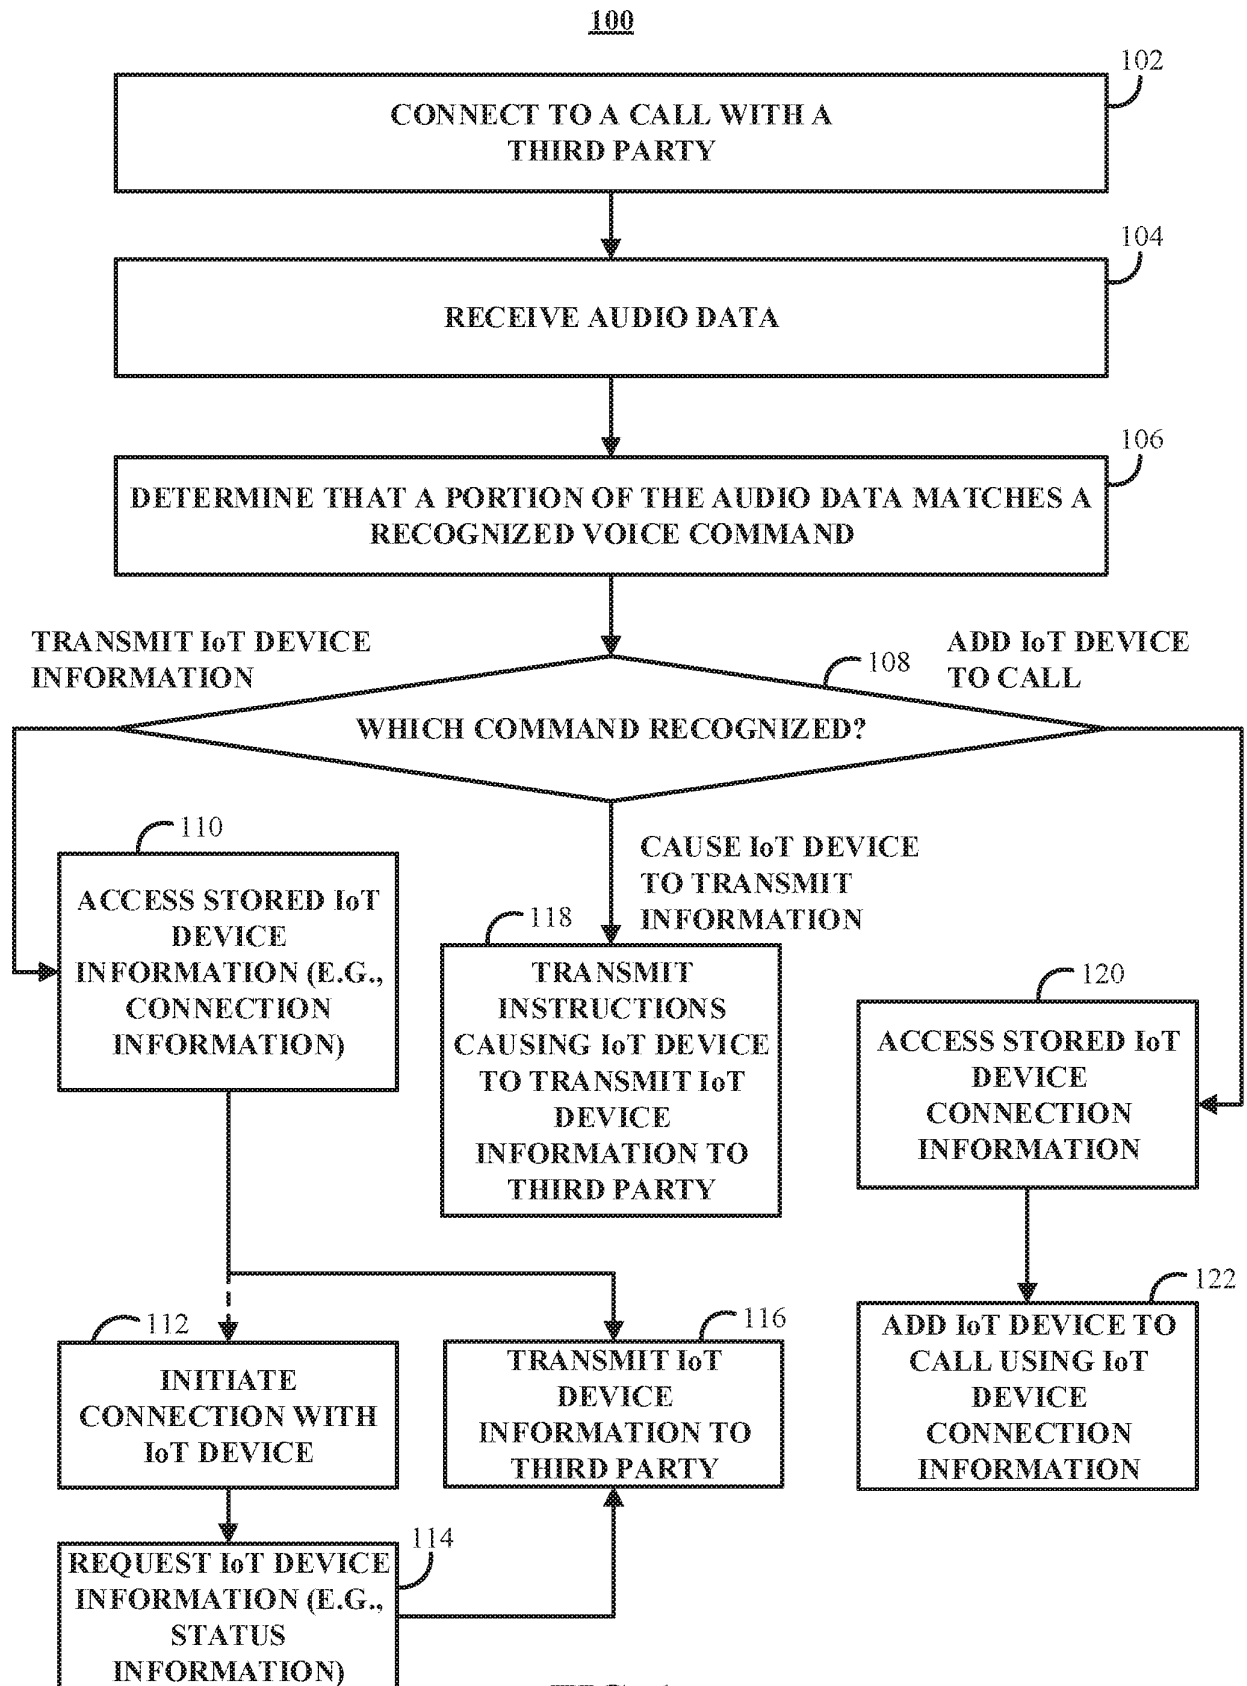 100
102
CONNECT TO A CALL WITH A
THIRD PARTY
104
RECEIVE AUDIO DATA
106
DETERMINE THAT A PORTION OF THE AUDIO DATA MATCHES A
RECOGNIZED VOICE COMMAND
TRANSMIT IoT DEVICE
INFORMATION
ADD IoT DEVICE
TO CALL
108
WHICH COMMAND RECOGNIZED?
CAUSE IoT DEVICE
TO TRANSMIT
INFORMATION
110
ACCESS STORED IoT
DEVICE
INFORMATION (E.G.,
CONNECTION
INFORMATION)
118
TRANSMIT
INSTRUCTIONS
CAUSING IoT DEVICE
TO TRANSMIT IoT
DEVICE
INFORMATION TO
THIRD PARTY
120
ACCESS STORED IoT
DEVICE
CONNECTION
INFORMATION
112
INITIATE
CONNECTION WITH
IoT DEVICE
116
TRANSMIT IoT
DEVICE
INFORMATION TO
THIRD PARTY
122
ADD IoT DEVICE TO
CALL USING IoT
DEVICE
CONNECTION
INFORMATION
114
REQUEST IoT DEVICE
INFORMATION (E.G.,
STATUS
INFORMATION)